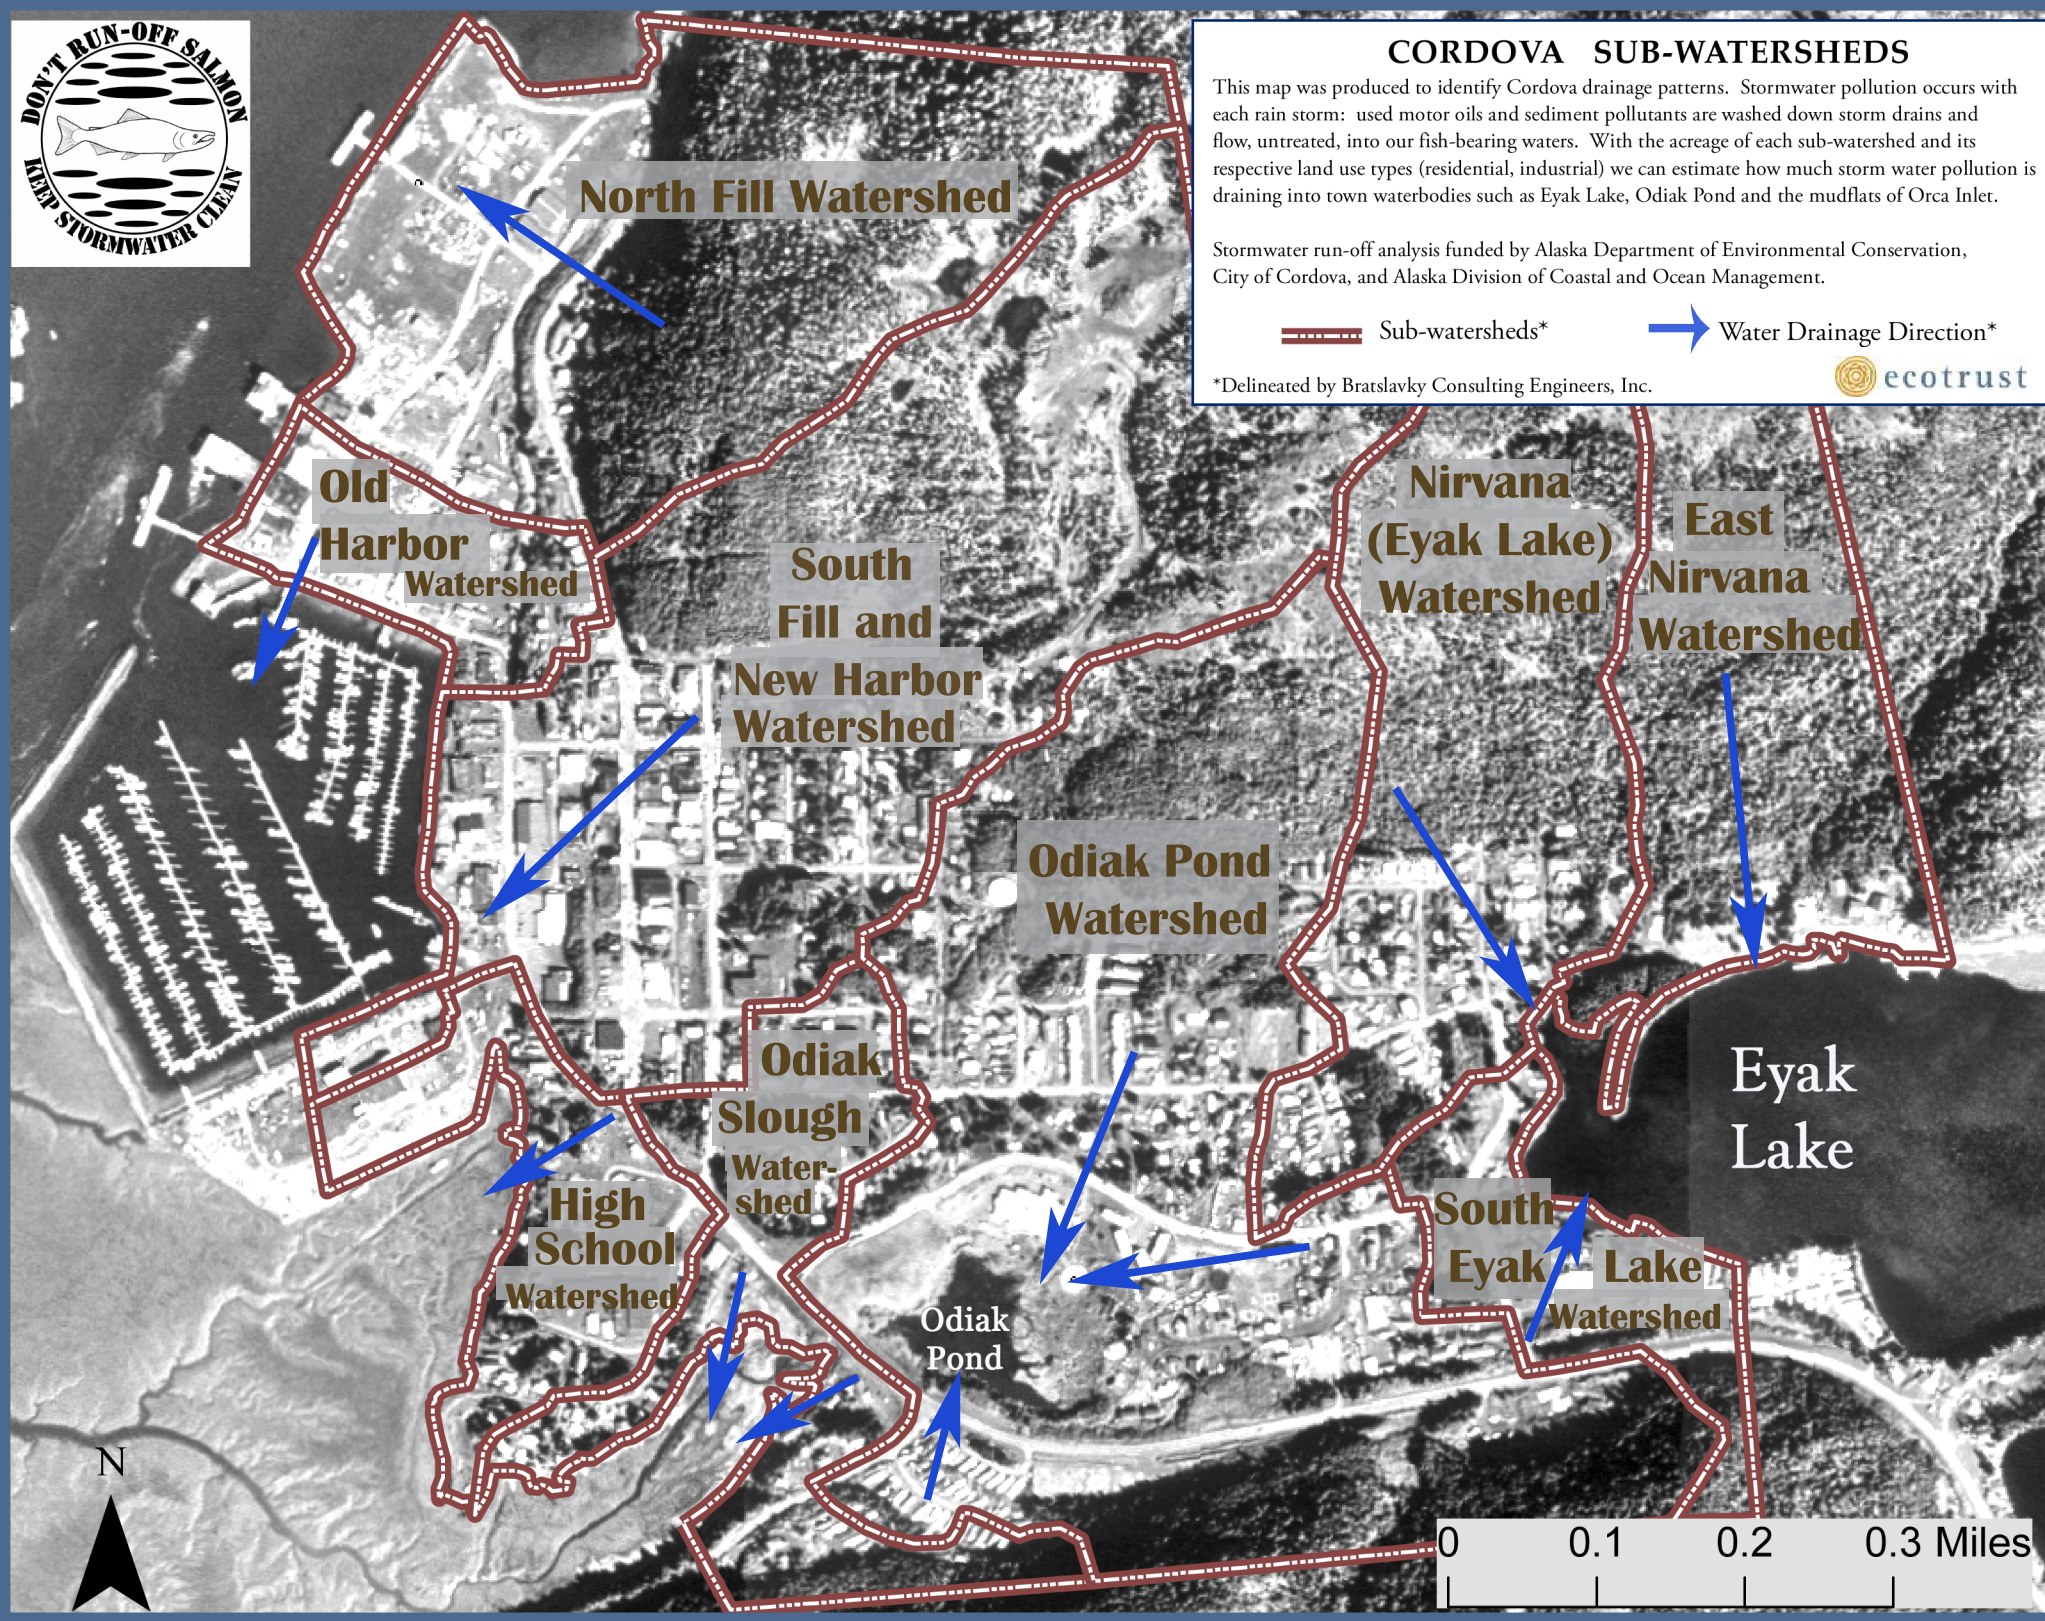 DON'T RUN-OFF SALMON
KEEP STORMWATER CLEAN
CORDOVA SUB-WATERSHEDS
This map was produced to identify Cordova drainage patterns. Stormwater pollution occurs with
each rain storm: used motor oils and sediment pollutants are washed down storm drains and
flow, untreated, into our fish-bearing waters. With the acreage of each sub-watershed and its
respective land use types (residential, industrial) we can estimate how much storm water pollution is
draining into town waterbodies such as Eyak Lake, Odiak Pond and the mudflats of Orca Inlet.
Stormwater run-off analysis funded by Alaska Department of Environmental Conservation,
City of Cordova, and Alaska Division of Coastal and Ocean Management.
Sub-watersheds*
Water Drainage Direction*
*Delineated by Bratslavky Consulting Engineers, Inc.
ecotrust
North Fill Watershed
Old
Harbor
Watershed
South
Fill and
New Harbor
Watershed
Nirvana
(Eyak Lake)
Watershed
East
Nirvana
Watershed
Odiak Pond
Watershed
Odiak
Slough
Water-
shed
High
School
Watershed
Eyak
Lake
South
Eyak Lake
Watershed
Odiak
Pond
N
0 0.1 0.2 0.3 Miles